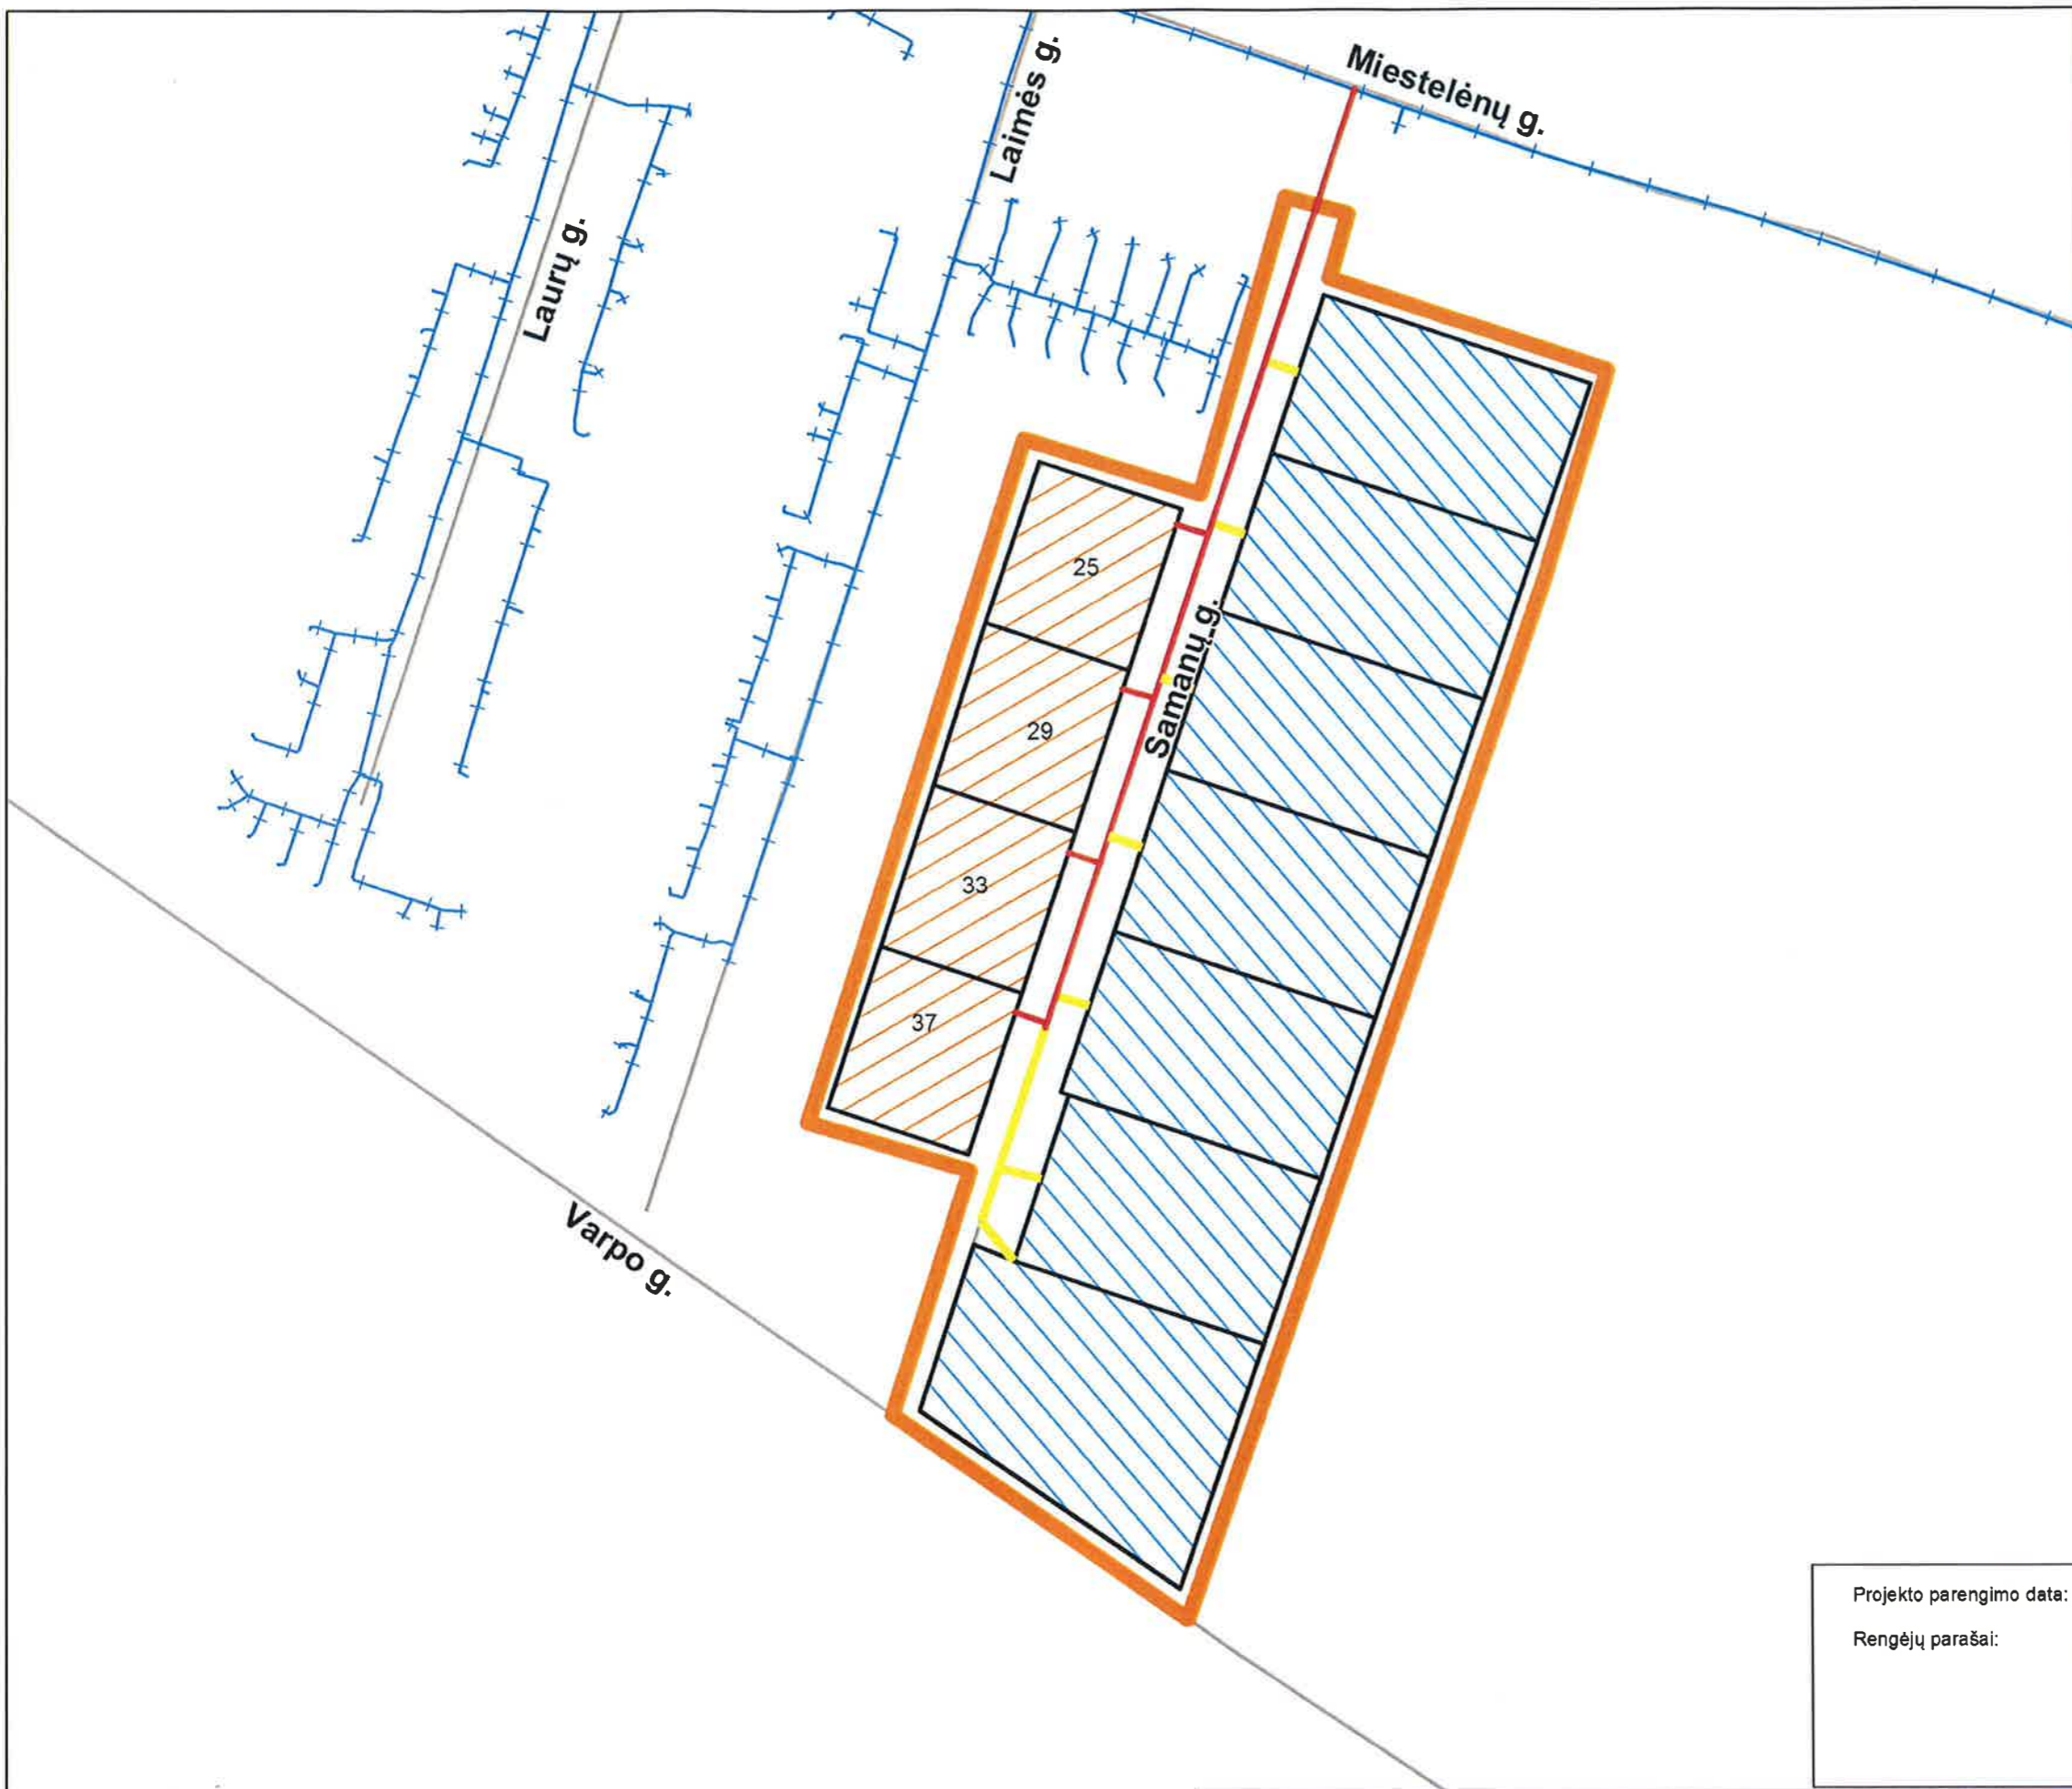 Miestelėnų g.
Laimės g.
Laurų g.
25
Samanų g.
29
33
37
Varpo g.
Projekto parengimo data:
Rengėjų parašai: